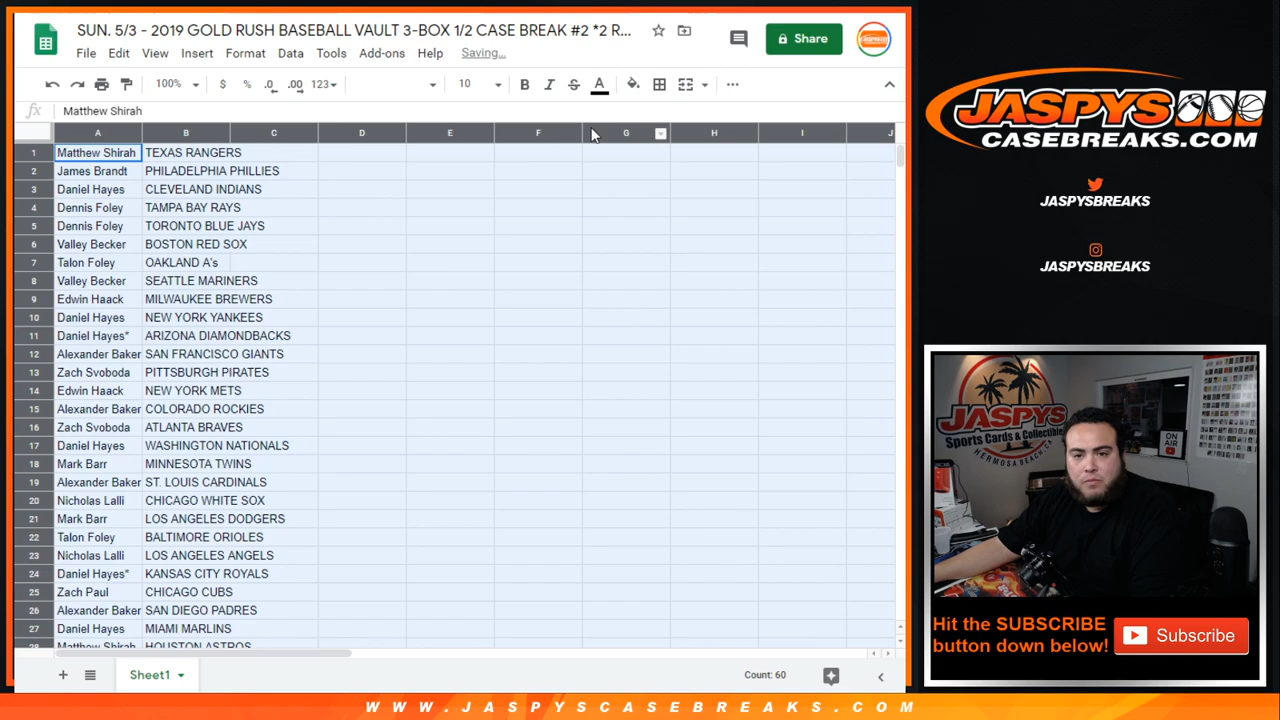 SUN. 5/3 - 2019 GOLD RUSH BASEBALL VAULT 3-BOX 1/2 CASE BREAK #2 *2 R...
File Edit View Insert Format Data Tools Add-ons Help Saving...
Share
100% $ % .0 .00 123 10 B I S A
fx Matthew Shirah
A B C D E F G H I J
1 Matthew Shirah TEXAS RANGERS
2 James Brandt PHILADELPHIA PHILLIES
3 Daniel Hayes CLEVELAND INDIANS
4 Dennis Foley TAMPA BAY RAYS
5 Dennis Foley TORONTO BLUE JAYS
6 Valley Becker BOSTON RED SOX
7 Talon Foley OAKLAND A's
8 Valley Becker SEATTLE MARINERS
9 Edwin Haack MILWAUKEE BREWERS
10 Daniel Hayes NEW YORK YANKEES
11 Daniel Hayes" ARIZONA DIAMONDBACKS
12 Alexander Baker SAN FRANCISCO GIANTS
13 Zach Svoboda PITTSBURGH PIRATES
14 Edwin Haack NEW YORK METS
15 Alexander Baker COLORADO ROCKIES
16 Zach Svoboda ATLANTA BRAVES
17 Daniel Hayes WASHINGTON NATIONALS
18 Mark Barr MINNESOTA TWINS
19 Alexander Baker ST. LOUIS CARDINALS
20 Nicholas Lalli CHICAGO WHITE SOX
21 Mark Barr LOS ANGELES DODGERS
22 Talon Foley BALTIMORE ORIOLES
23 Nicholas Lalli LOS ANGELES ANGELS
24 Daniel Hayes" KANSAS CITY ROYALS
25 Zach Paul CHICAGO CUBS
26 Alexander Baker SAN DIEGO PADRES
27 Daniel Hayes MIAMI MARLINS
28 Matthew Shirah HOUSTON ASTROS
Sheet1
Count: 60
JASPYS
CASEBREAKS.COM
JASPYSBREAKS
JASPYSBREAKS
JASPYS
Sports Cards & Collectibles
HERMOSA BEACH, CA
ON AIR
Hit the SUBSCRIBE
button down below!
Subscribe
WWW.JASPYSCASEBREAKS.COM